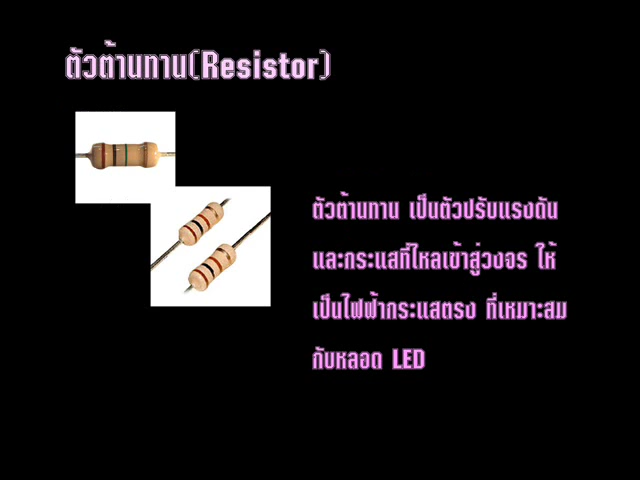 ตัวต้านทาน(Resistor)
ตัวต้านทาน เป็นตัวปรับแรงดัน
และกระแสที่ไหลเข้าสู่วงจร ให้
เป็นไฟฟ้ากระแสตรง ที่เหมาะสม
กับหลอด LED